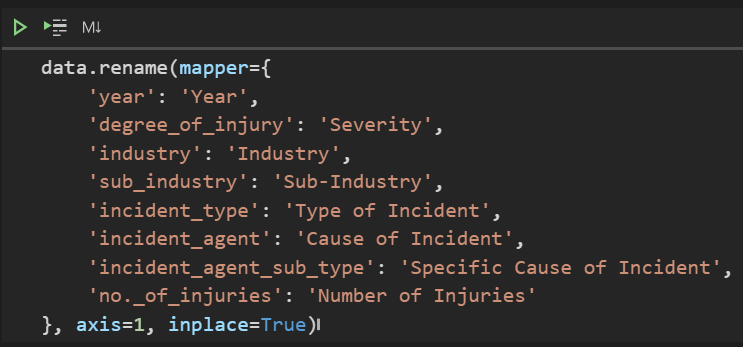 M↓
data.rename(mapper={
    'year': 'Year',
    'degree_of_injury': 'Severity',
    'industry': 'Industry',
    'sub_industry': 'Sub-Industry',
    'incident_type': 'Type of Incident',
    'incident_agent': 'Cause of Incident',
    'incident_agent_sub_type': 'Specific Cause of Incident',
    'no._of_injuries': 'Number of Injuries'
}, axis=1, inplace=True)